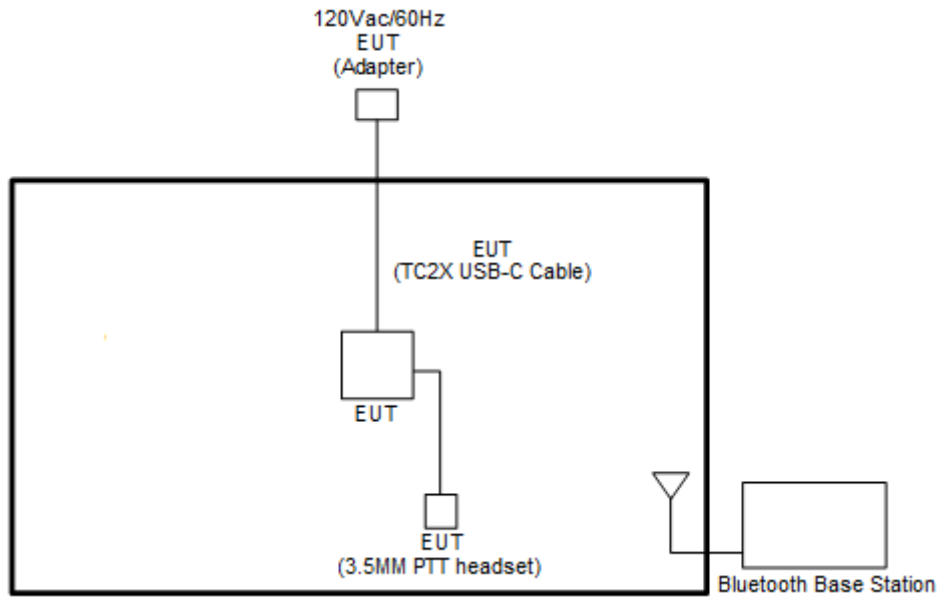 120Vac/60Hz
EUT
(Adapter)
EUT
(TC2X USB-C Cable)
EUT
EUT
(3.5MM PTT headset)
Bluetooth Base Station